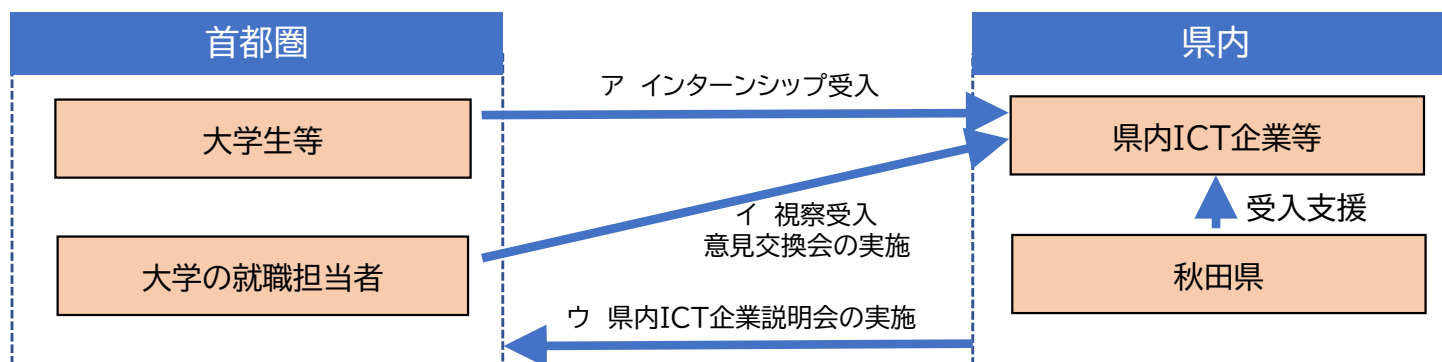 首都圏
県内
ア インターンシップ受入
大学生等
県内ICT企業等
イ 視察受入
意見交換会の実施
受入支援
大学の就職担当者
秋田県
ウ 県内ICT企業説明会の実施